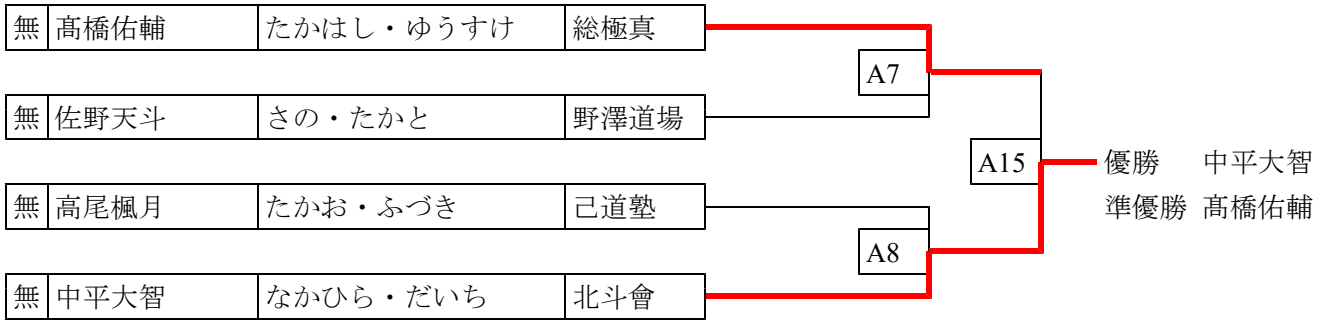 無 髙橋佑輔 たかはし・ゆうすけ 総極真
A7
無 佐野天斗 さの・たかと 野澤道場
A15 優勝 中平大智
無 高尾楓月 たかお・ふづき 己道塾 準優勝 髙橋佑輔
A8
無 中平大智 なかひら・だいち 北斗會